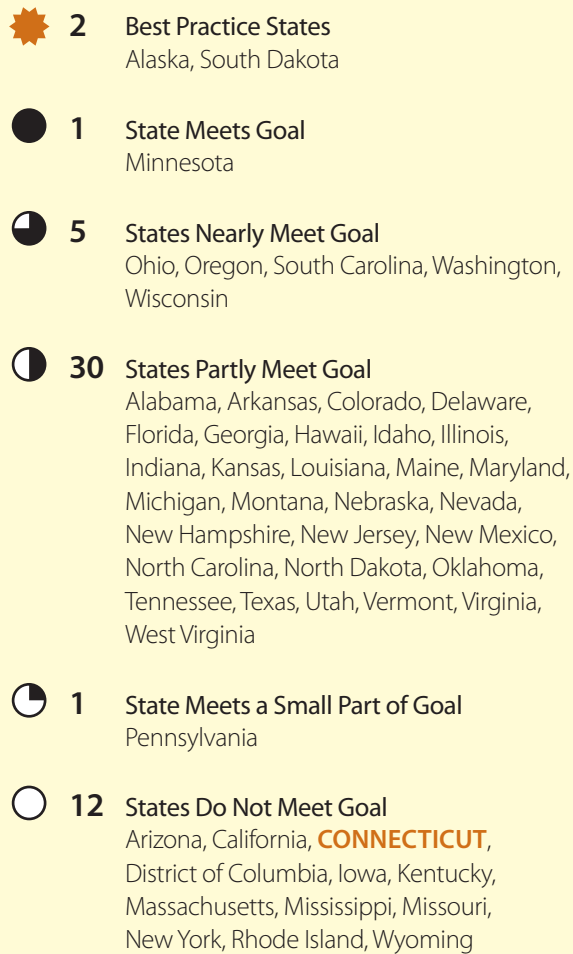 2 Best Practice States
Alaska, South Dakota
1 State Meets Goal
Minnesota
5 States Nearly Meet Goal
Ohio, Oregon, South Carolina, Washington,
Wisconsin
30 States Partly Meet Goal
Alabama, Arkansas, Colorado, Delaware,
Florida, Georgia, Hawaii, Idaho, Illinois,
Indiana, Kansas, Louisiana, Maine, Maryland,
Michigan, Montana, Nebraska, Nevada,
New Hampshire, New Jersey, New Mexico,
North Carolina, North Dakota, Oklahoma,
Tennessee, Texas, Utah, Vermont, Virginia,
West Virginia
1 State Meets a Small Part of Goal
Pennsylvania
12 States Do Not Meet Goal
Arizona, California, CONNECTICUT,
District of Columbia, Iowa, Kentucky,
Massachusetts, Mississippi, Missouri,
New York, Rhode Island, Wyoming